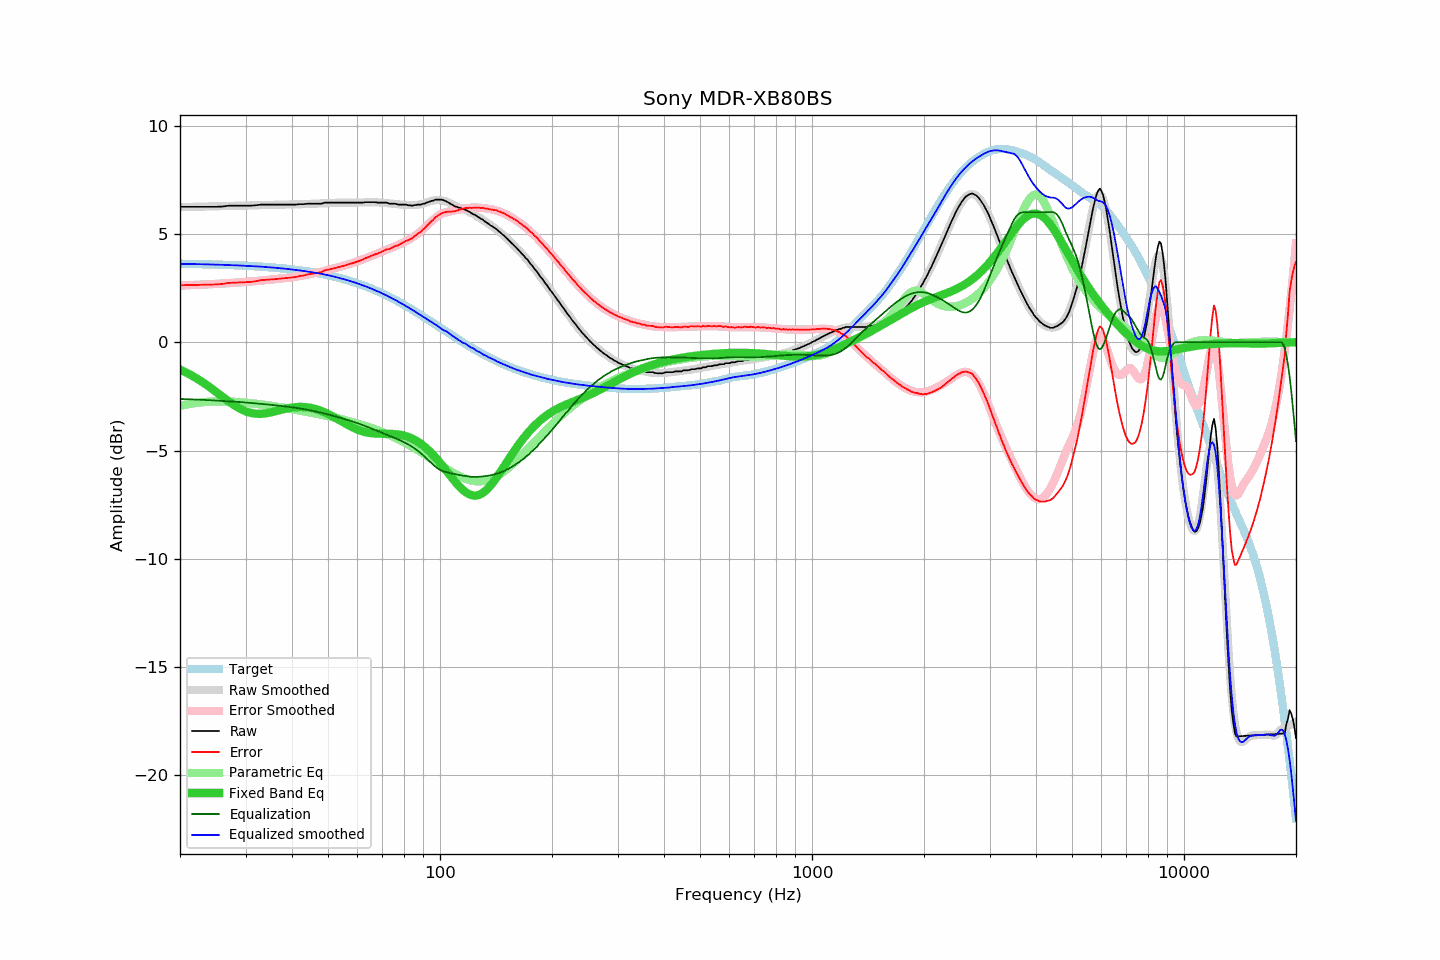 Sony MDR-XB80BS
10
5
0
−5
−10
−15
−20
Amplitude (dBr)
Target
Raw Smoothed
Error Smoothed
Raw
Error
Parametric Eq
Fixed Band Eq
Equalization
Equalized smoothed
100
1000
10000
Frequency (Hz)